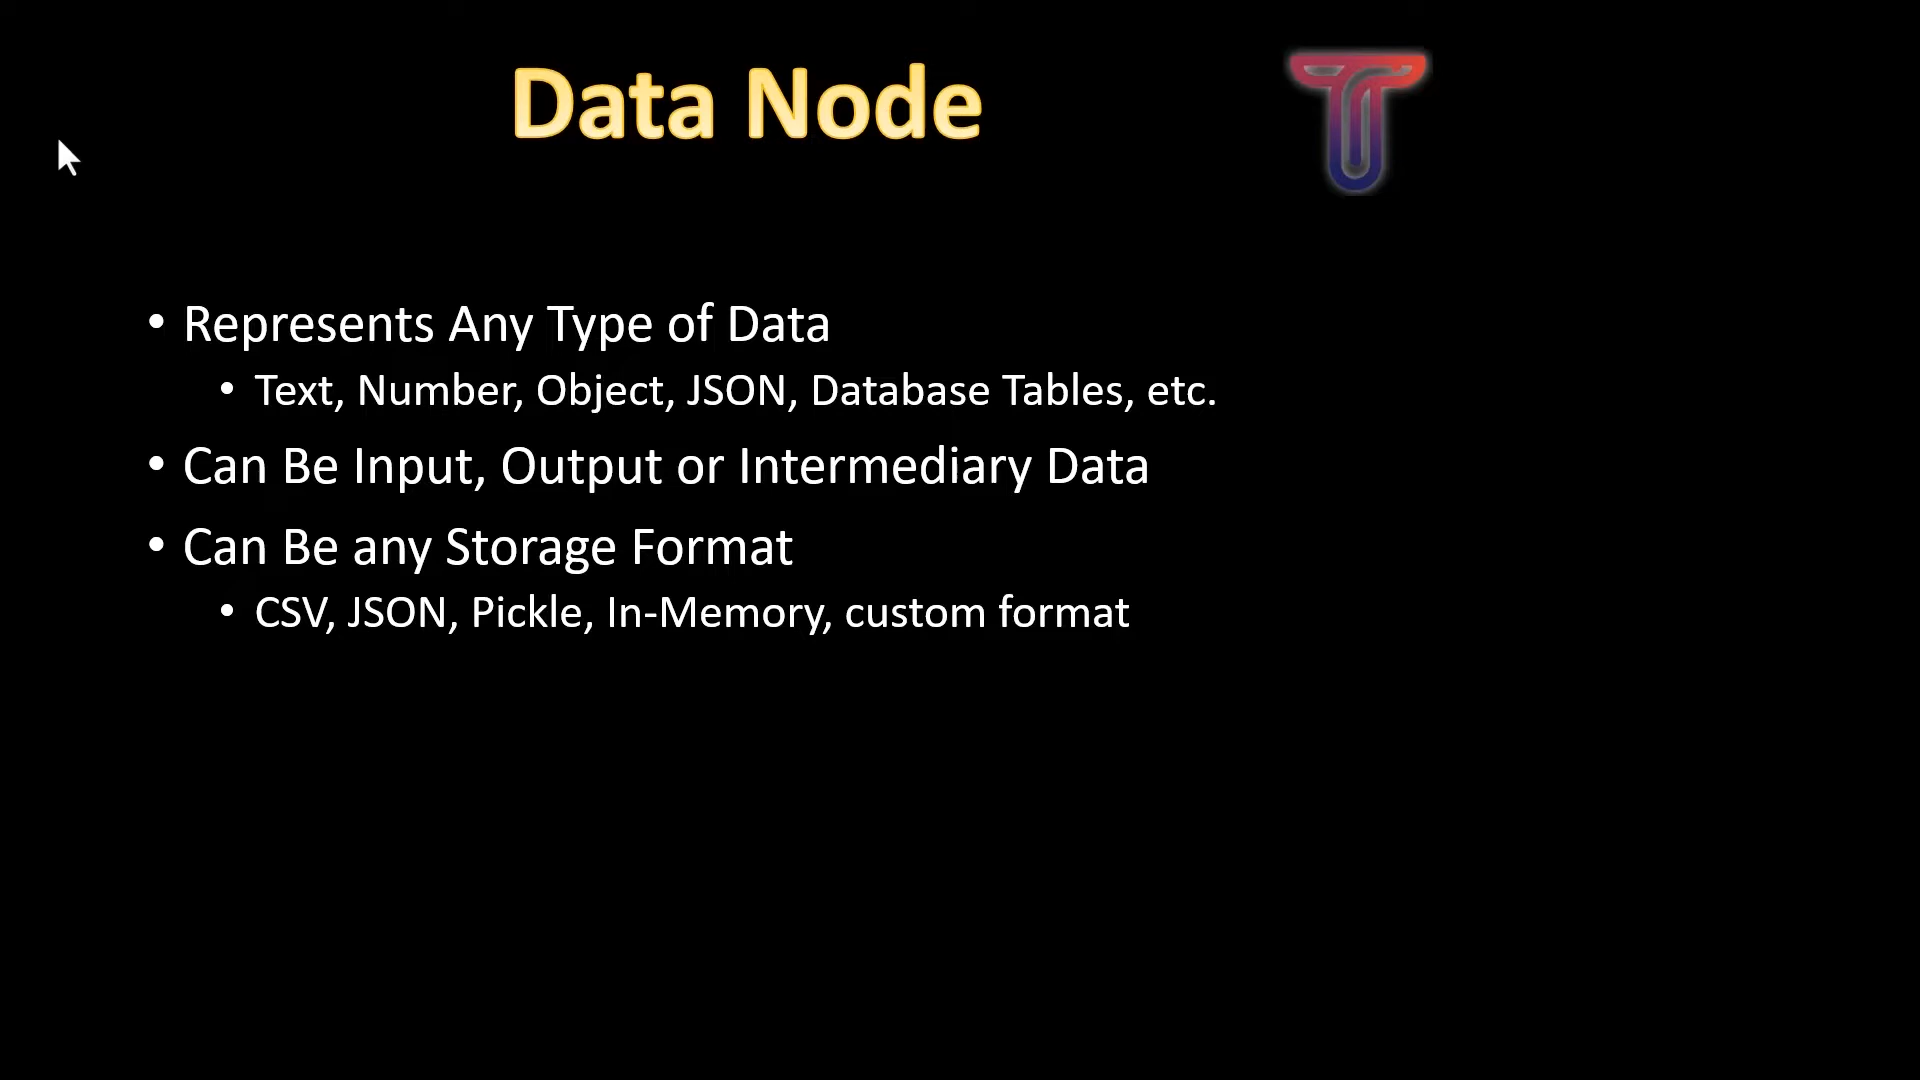 Data Node
• Represents Any Type of Data
• Text, Number, Object, JSON, Database Tables, etc.
• Can Be Input, Output or Intermediary Data
• Can Be any Storage Format
• CSV, JSON, Pickle, In-Memory, custom format